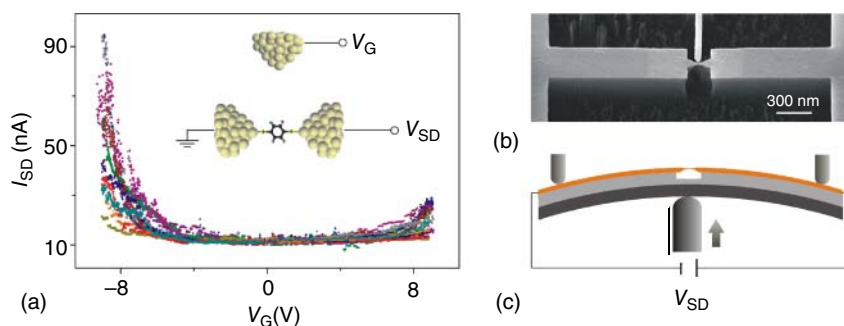 90
50
10
I_SD (nA)
V_G
V_SD
−8
0
8
V_G(V)
(a)
300 nm
(b)
(c)
V_SD